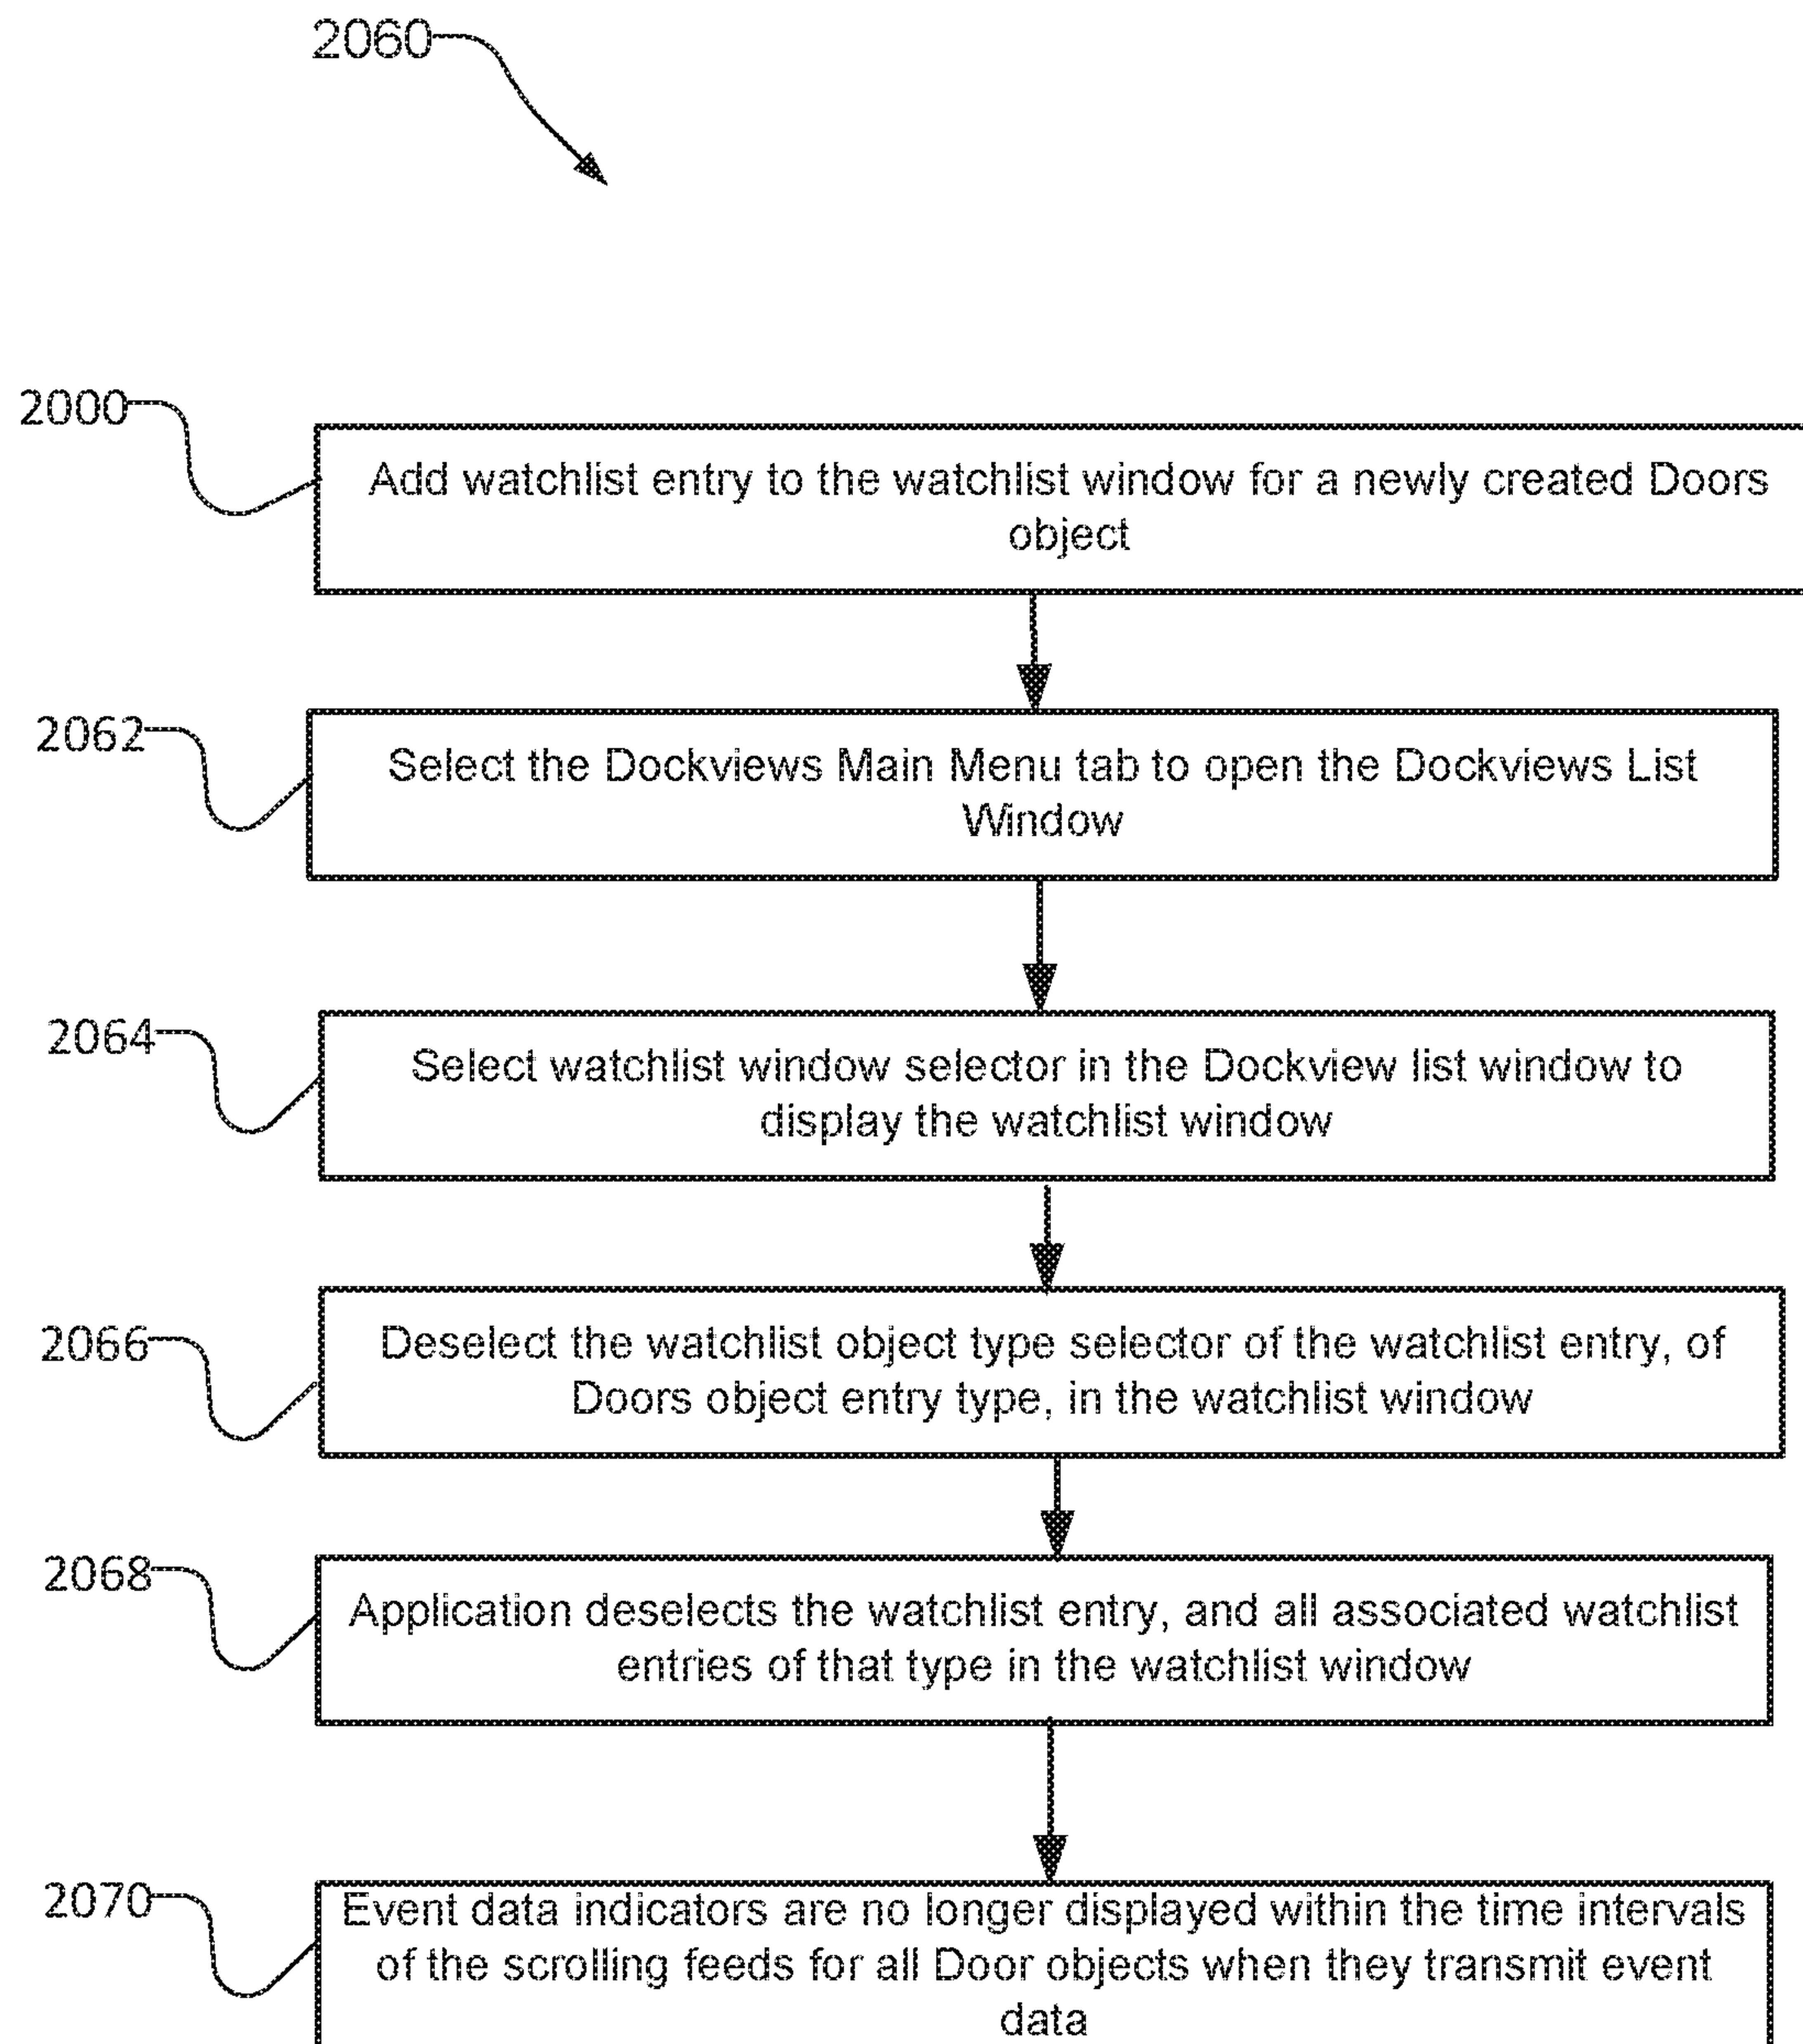 2060
2000
Add watchlist entry to the watchlist window for a newly created Doors
object
2062
Select the Dockviews Main Menu tab to open the Dockviews List
Window
2064
Select watchlist window selector in the Dockview list window to
display the watchlist window
2066
Deselect the watchlist object type selector of the watchlist entry, of
Doors object entry type, in the watchlist window
2068
Application deselects the watchlist entry, and all associated watchlist
entries of that type in the watchlist window
2070
Event data indicators are no longer displayed within the time intervals
of the scrolling feeds for all Door objects when they transmit event
data